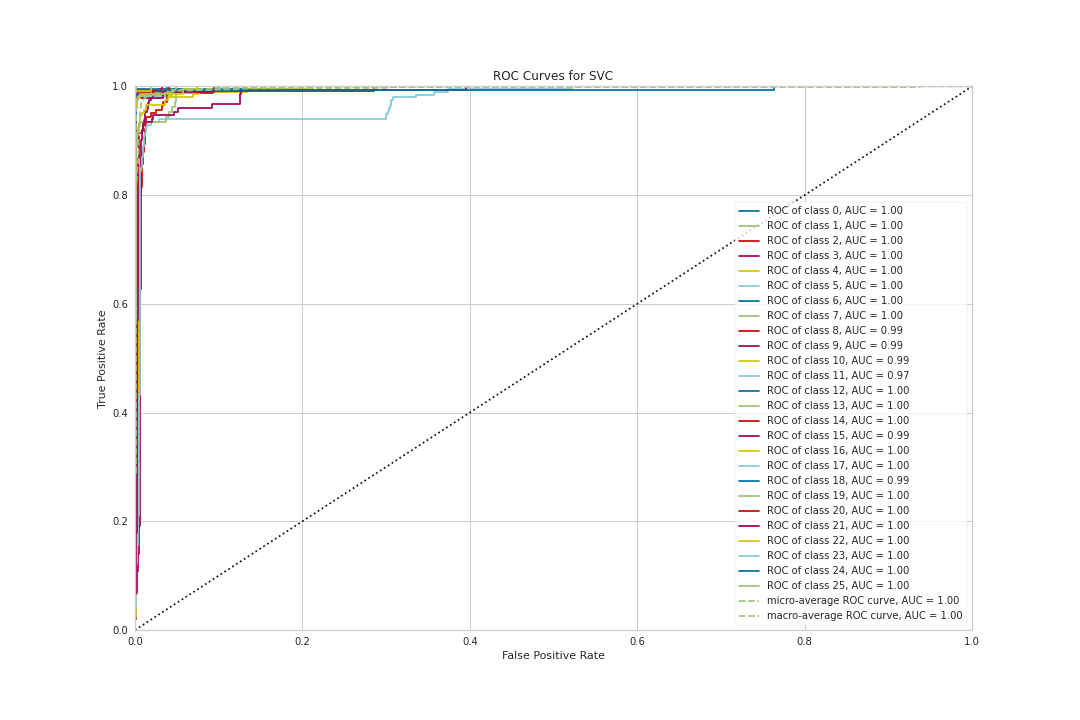 ROC Curves for SVC
1.0
0.8
0.6
0.4
0.2
0.0
True Positive Rate
ROC of class 0, AUC = 1.00
ROC of class 1, AUC = 1.00
ROC of class 2, AUC = 1.00
ROC of class 3, AUC = 1.00
ROC of class 4, AUC = 1.00
ROC of class 5, AUC = 1.00
ROC of class 6, AUC = 1.00
ROC of class 7, AUC = 1.00
ROC of class 8, AUC = 0.99
ROC of class 9, AUC = 0.99
ROC of class 10, AUC = 0.99
ROC of class 11, AUC = 0.97
ROC of class 12, AUC = 1.00
ROC of class 13, AUC = 1.00
ROC of class 14, AUC = 1.00
ROC of class 15, AUC = 0.99
ROC of class 16, AUC = 1.00
ROC of class 17, AUC = 1.00
ROC of class 18, AUC = 0.99
ROC of class 19, AUC = 1.00
ROC of class 20, AUC = 1.00
ROC of class 21, AUC = 1.00
ROC of class 22, AUC = 1.00
ROC of class 23, AUC = 1.00
ROC of class 24, AUC = 1.00
ROC of class 25, AUC = 1.00
micro-average ROC curve, AUC = 1.00
macro-average ROC curve, AUC = 1.00
0.0 0.2 0.4 0.6 0.8 1.0
False Positive Rate